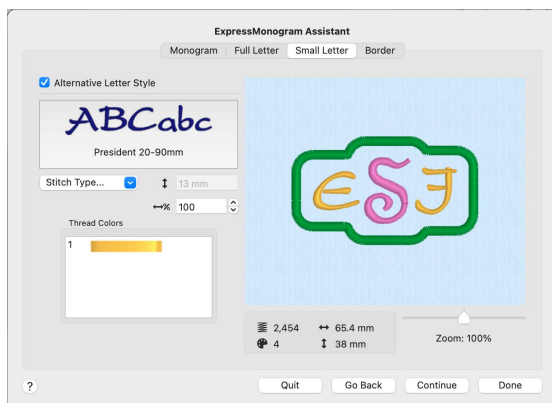 ExpressMonogram Assistant
Monogram Full Letter Small Letter Border
Alternative Letter Style
ABCabc
President 20-90mm
Stitch Type... 13 mm
% 100
Thread Colors
1
ESJ
2,454 65.4 mm
4 38 mm
Zoom: 100%
? Quit Go Back Continue Done